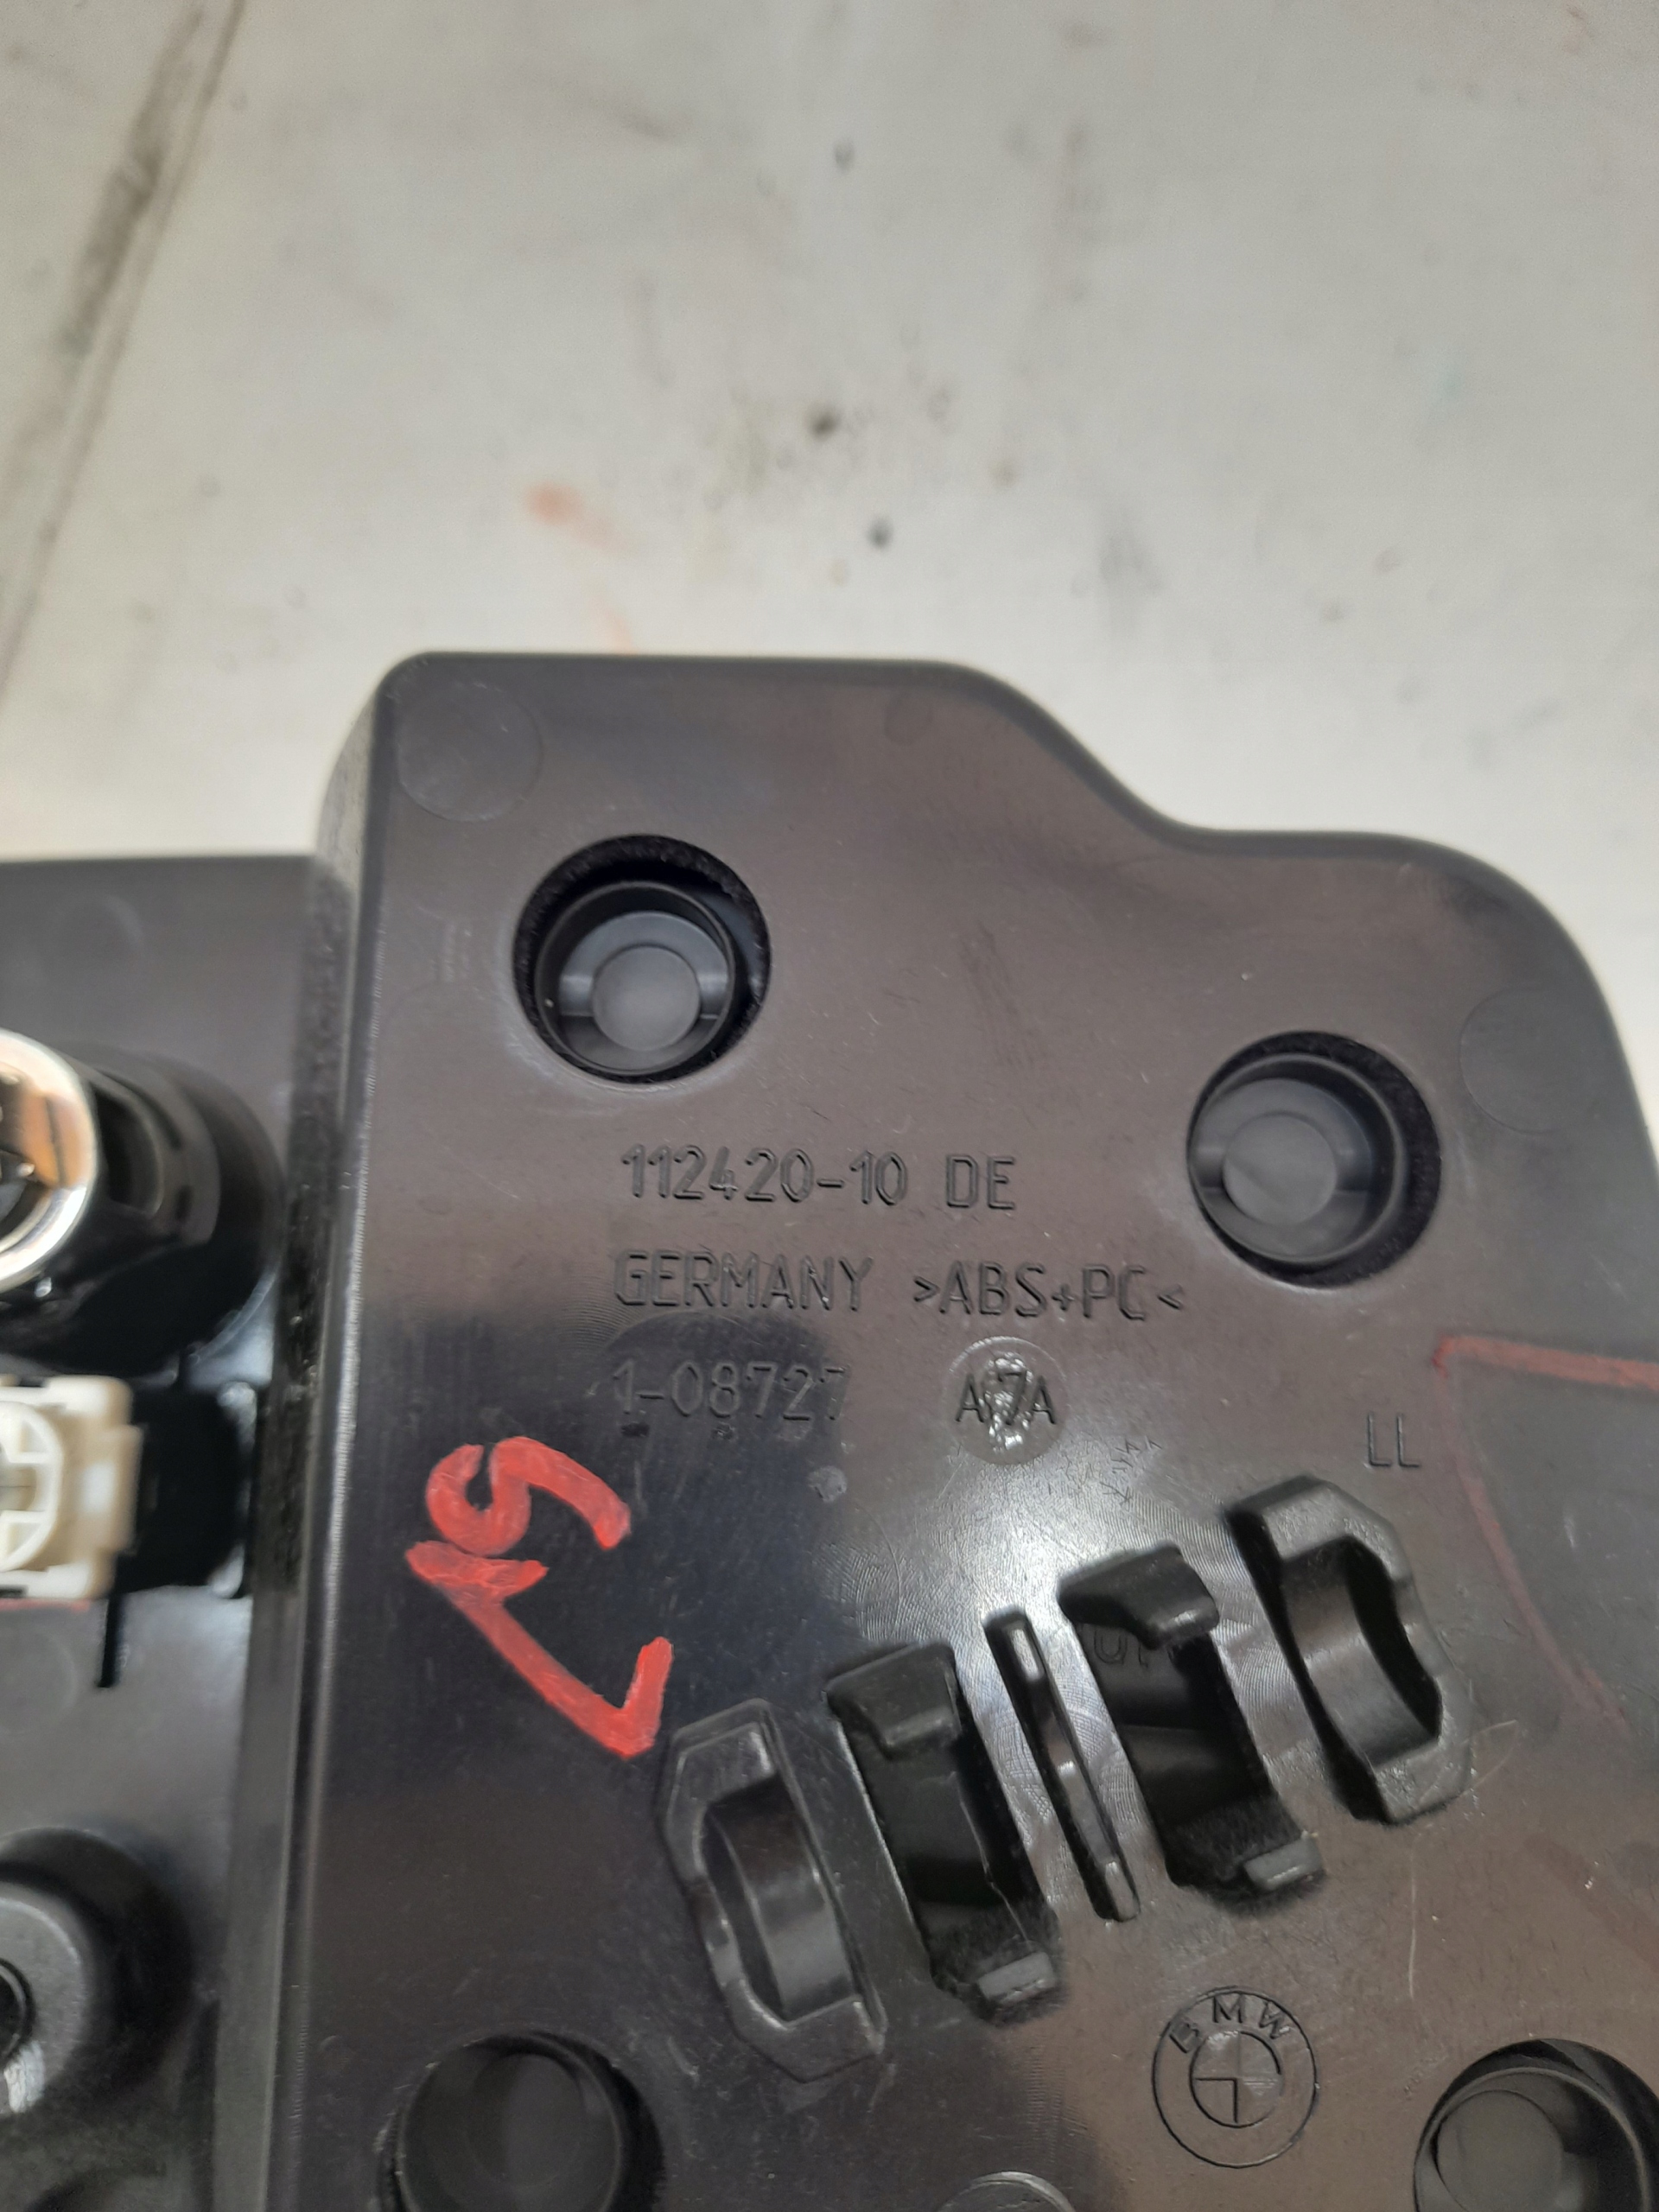 112420-10 DE
GERMANY >ABS+PC<
1-08727
A7A
LL
BMW